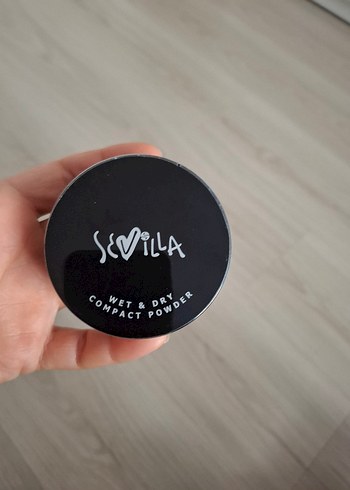 SEVILLA
WET & DRY
COMPACT POWDER